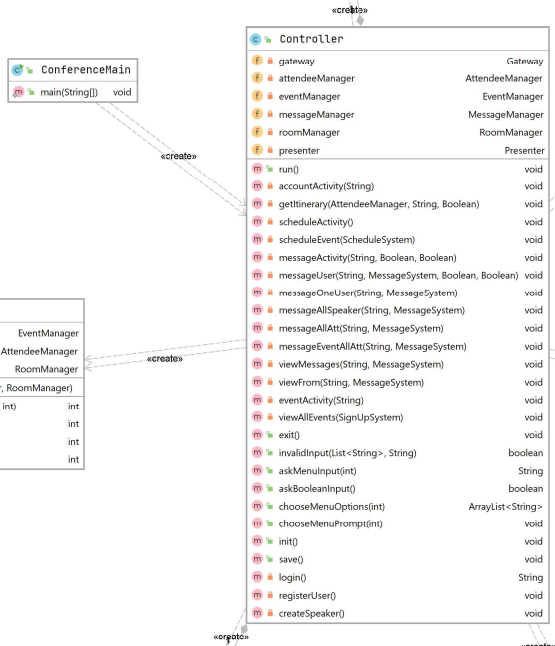 «create»
Controller
gateway Gateway
attendeeManager AttendeeManager
eventManager EventManager
messageManager MessageManager
roomManager RoomManager
presenter Presenter
run() void
accountActivity(String) void
getItinerary(AttendeeManager, String, Boolean) void
scheduleActivity() void
scheduleEvent(ScheduleSystem) void
messageActivity(String, Boolean, Boolean) void
messageUser(String, MessageSystem, Boolean, Boolean) void
messageOneUser(String, MessageSystem) void
messageAllSpeaker(String, MessageSystem) void
messageAllAtt(String, MessageSystem) void
messageEventAllAtt(String, MessageSystem) void
viewMessages(String, MessageSystem) void
viewFrom(String, MessageSystem) void
eventActivity(String) void
viewAllEvents(SignUpSystem) void
exit() void
invalidInput(List<String>, String) boolean
askMenuInput(int) String
askBooleanInput() boolean
chooseMenuOptions(int) ArrayList<String>
chooseMenuPrompt(int) void
init() void
save() void
login() String
registerUser() void
createSpeaker() void
ConferenceMain
main(String[]) void
«create»
EventManager
AttendeeManager
RoomManager
, RoomManager)
int) int
int
int
int
«create»
«create»